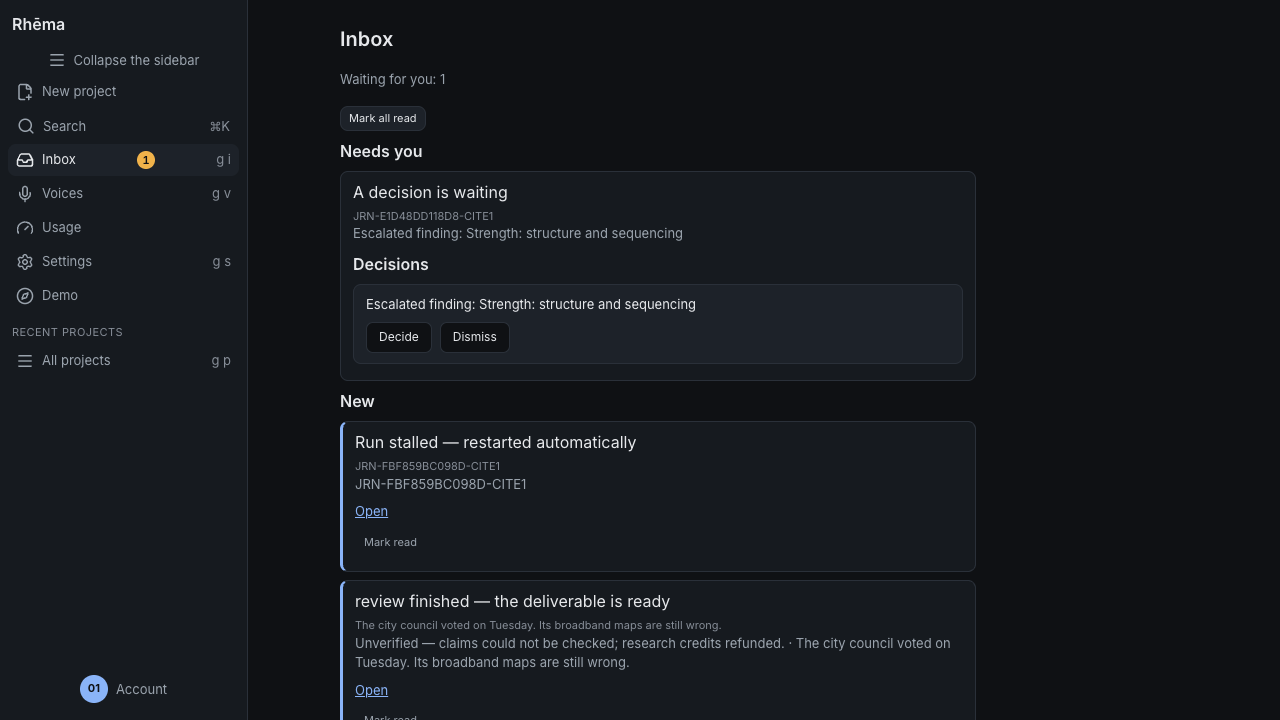 Rhēma
Collapse the sidebar
New project
Search ⌘K
Inbox 1 g i
Voices g v
Usage
Settings g s
Demo
RECENT PROJECTS
All projects g p
01 Account
Inbox
Waiting for you: 1
Mark all read
Needs you
A decision is waiting
JRN-E1D48DD118D8-CITE1
Escalated finding: Strength: structure and sequencing
Decisions
Escalated finding: Strength: structure and sequencing
Decide Dismiss
New
Run stalled — restarted automatically
JRN-FBF859BC098D-CITE1
JRN-FBF859BC098D-CITE1
Open
Mark read
review finished — the deliverable is ready
The city council voted on Tuesday. Its broadband maps are still wrong.
Unverified — claims could not be checked; research credits refunded. · The city council voted on
Tuesday. Its broadband maps are still wrong.
Open
Mark read